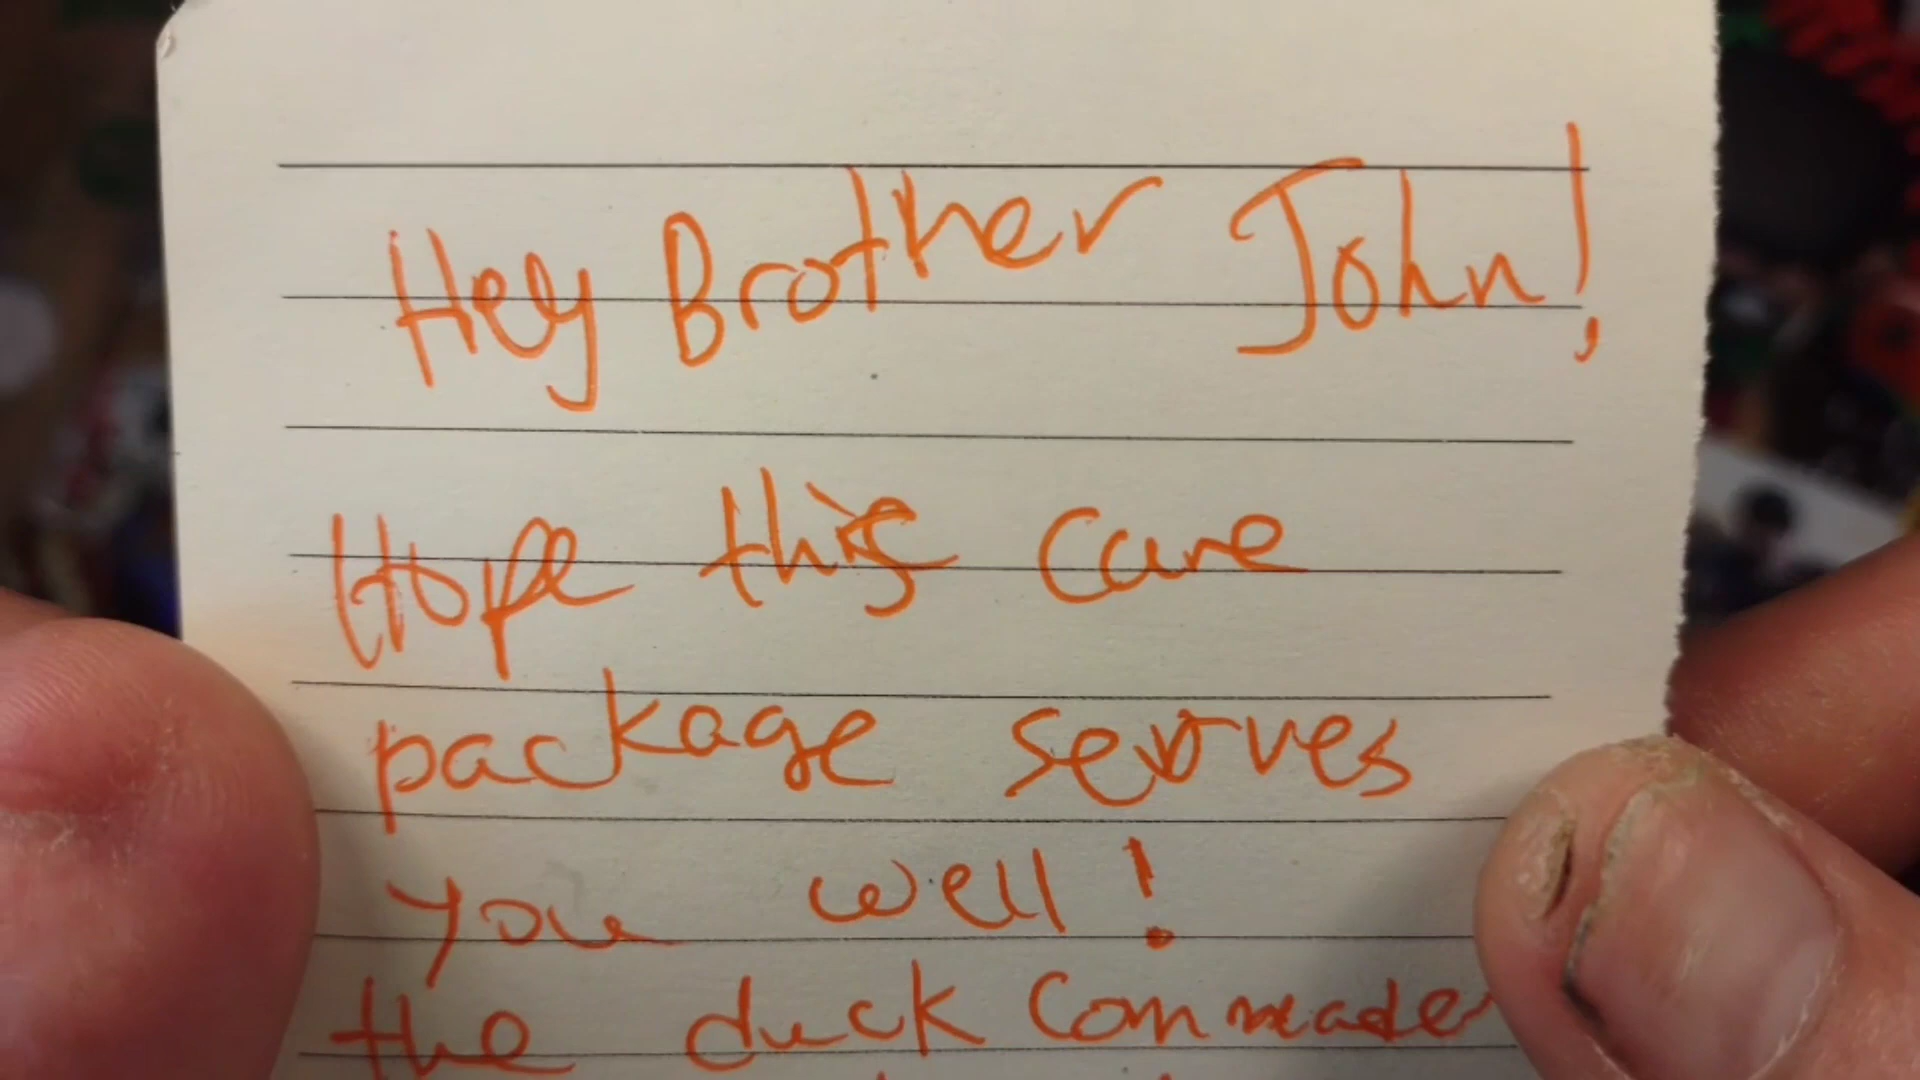 Hey Brother John!
Hope this care
package serves
you well!
the duck Commader